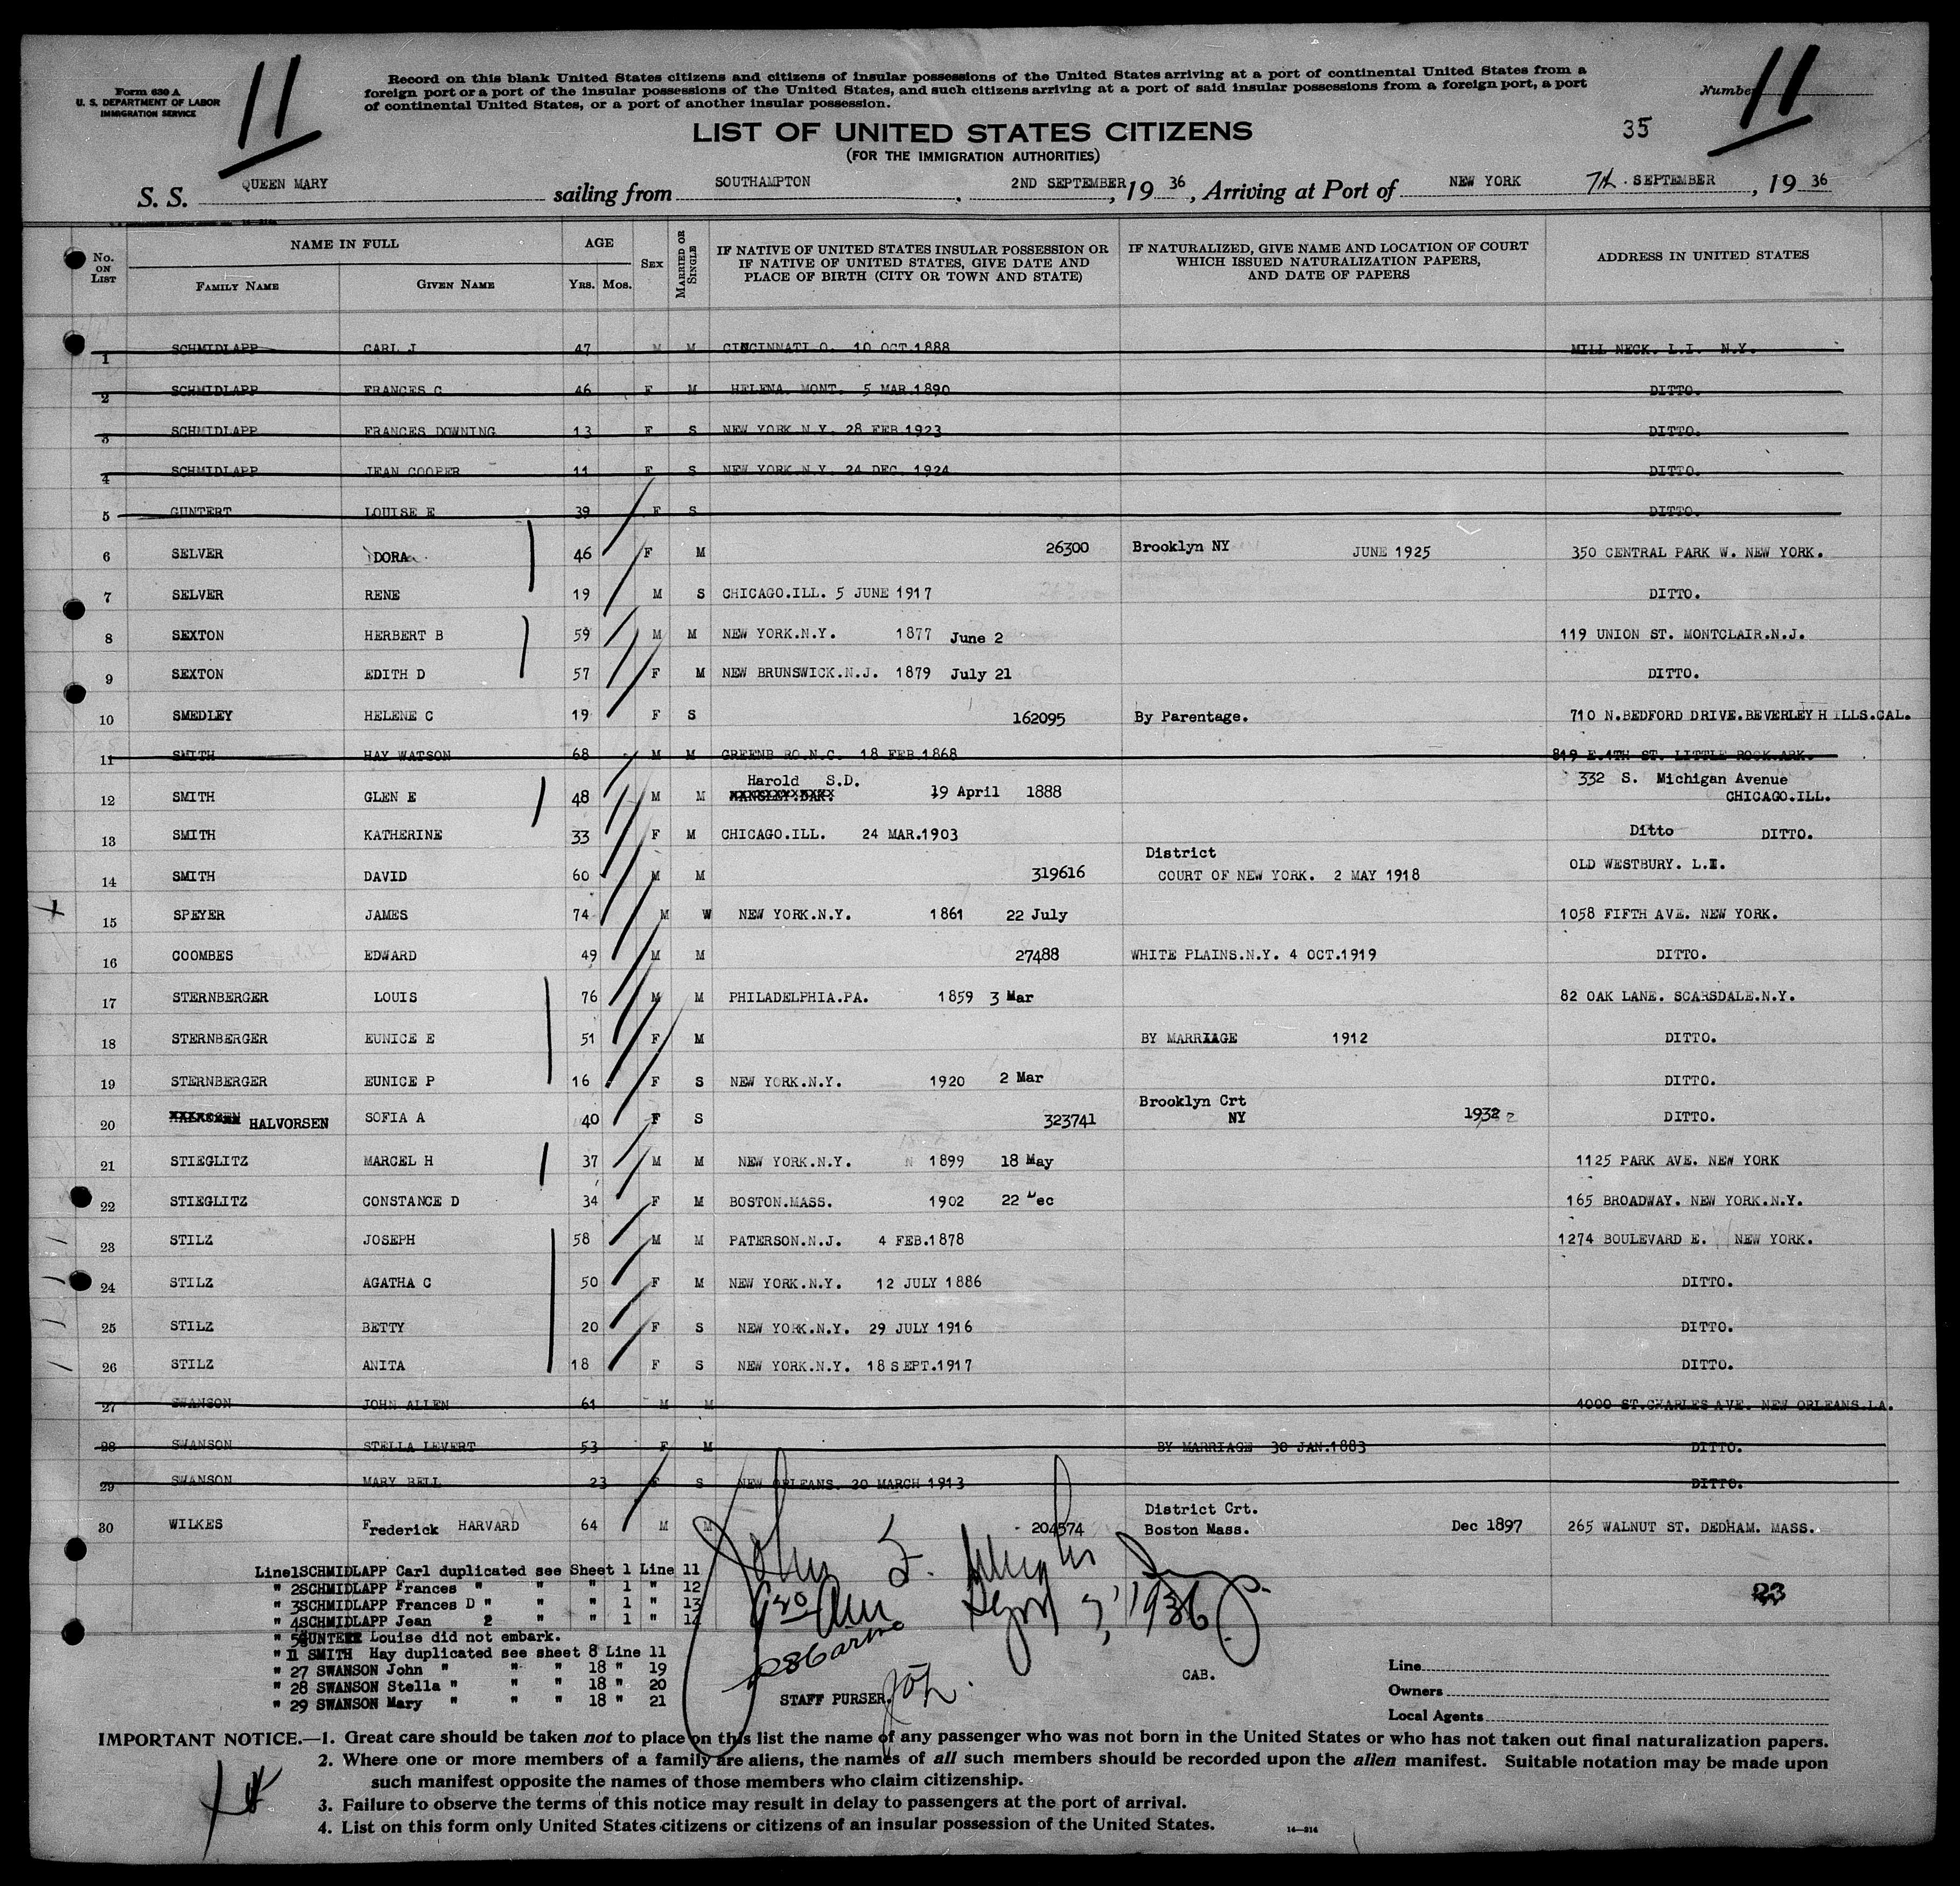 Form 630 A
U. S. DEPARTMENT OF LABOR
IMMIGRATION SERVICE
11
Record on this blank United States citizens and citizens of insular possessions of the United States arriving at a port of continental United States from a
foreign port or a port of the insular possessions of the United States, and such citizens arriving at a port of said insular possessions from a foreign port, a port
of continental United States, or a port of another insular possession.
Number 11
LIST OF UNITED STATES CITIZENS
35
(FOR THE IMMIGRATION AUTHORITIES)
S. S. QUEEN MARY sailing from SOUTHAMPTON, 2ND SEPTEMBER, 19 36, Arriving at Port of NEW YORK 7th. SEPTEMBER, 19 36
No. ON LIST NAME IN FULL FAMILY NAME GIVEN NAME AGE YRS. MOS. SEX MARRIED OR SINGLE IF NATIVE OF UNITED STATES INSULAR POSSESSION OR IF NATIVE OF UNITED STATES, GIVE DATE AND PLACE OF BIRTH (CITY OR TOWN AND STATE) IF NATURALIZED, GIVE NAME AND LOCATION OF COURT WHICH ISSUED NATURALIZATION PAPERS, AND DATE OF PAPERS ADDRESS IN UNITED STATES
1 SCHMIDLAPP CARL J 47 M M CINCINNATI O. 10 OCT.1888 MILL NECK. L.I. N.Y.
2 SCHMIDLAPP FRANCES C 46 F M HELENA. MONT. 5 MAR.1890 DITTO.
3 SCHMIDLAPP FRANCES DOWNING 13 F S NEW YORK.N.Y. 28 FEB.1923 DITTO.
4 SCHMIDLAPP JEAN COOPER 11 F S NEW YORK.N.Y. 24 DEC. 1924 DITTO.
5 GUNTERT LOUISE E 39 F S DITTO.
6 SELVER DORA 46 F M 26300 Brooklyn NY JUNE 1925 350 CENTRAL PARK W. NEW YORK.
7 SELVER RENE 19 M S CHICAGO.ILL. 5 JUNE 1917 DITTO.
8 SEXTON HERBERT B 59 M M NEW YORK.N.Y. 1877 June 2 119 UNION ST. MONTCLAIR.N.J.
9 SEXTON EDITH D 57 F M NEW BRUNSWICK.N.J. 1879 July 21 DITTO.
10 SMEDLEY HELENE C 19 F S 162095 By Parentage. 710 N.BEDFORD DRIVE.BEVERLEY HILLS.CAL.
11 SMITH HAY WATSON 68 M M GREENB RO.N.C. 18 FEB.1868 819 E.4TH ST. LITTLE ROCK.ARK.
Harold S.D. 332 S. Michigan Avenue
12 SMITH GLEN E 48 M M 19 April 1888 CHICAGO.ILL.
13 SMITH KATHERINE 33 F M CHICAGO.ILL. 24 MAR.1903 Ditto DITTO.
District
14 SMITH DAVID 60 M M 319616 COURT OF NEW YORK. 2 MAY 1918 OLD WESTBURY. L.I.
15 SPEYER JAMES 74 M W NEW YORK.N.Y. 1861 22 July 1058 FIFTH AVE. NEW YORK.
16 COOMBES EDWARD 49 M M 27488 WHITE PLAINS.N.Y. 4 OCT.1919 DITTO.
17 STERNBERGER LOUIS 76 M M PHILADELPHIA.PA. 1859 3 Mar 82 OAK LANE. SCARSDALE.N.Y.
18 STERNBERGER EUNICE E 51 F M BY MARRIAGE 1912 DITTO.
19 STERNBERGER EUNICE P 16 F S NEW YORK.N.Y. 1920 2 Mar DITTO.
Brooklyn Crt
20 HALVORSEN SOFIA A 40 F S 323741 NY 1932 DITTO.
21 STIEGLITZ MARCEL H 37 M M NEW YORK.N.Y. 1899 18 May 1125 PARK AVE. NEW YORK
22 STIEGLITZ CONSTANCE D 34 F M BOSTON.MASS. 1902 22 Dec 165 BROADWAY. NEW YORK.N.Y.
23 STILZ JOSEPH 58 M M PATERSON.N.J. 4 FEB.1878 1274 BOULEVARD E. NEW YORK.
24 STILZ AGATHA C 50 F M NEW YORK.N.Y. 12 JULY 1886 DITTO.
25 STILZ BETTY 20 F S NEW YORK.N.Y. 29 JULY 1916 DITTO.
26 STILZ ANITA 18 F S NEW YORK.N.Y. 18 SEPT.1917 DITTO.
27 SWANSON JOHN ALLEN 61 M M 4000 ST.CHARLES AVE. NEW ORLEANS.LA.
28 SWANSON STELLA LEVERT 53 F M BY MARRIAGE 30 JAN.1883 DITTO.
29 SWANSON MARY BELL 23 F S NEW ORLEANS. 20 MARCH 1913 DITTO.
District Crt.
30 WILKES Frederick HARVARD 64 M M 204574 Boston Mass. Dec 1897 265 WALNUT ST. DEDHAM. MASS.
Line1SCHMIDLAPP Carl duplicated see Sheet 1 Line 11
" 2SCHMIDLAPP Frances " " " 1 " 12
" 3SCHMIDLAPP Frances D " " " 1 " 13
" 4SCHMIDLAPP Jean " " " 1 " 14
23
" 5GUNTERT Louise did not embark.
" 11 SMITH Hay duplicated see sheet 8 Line 11
" 27 SWANSON John " " " 18 " 19
" 28 SWANSON Stella " " " 18 " 20
" 29 SWANSON Mary " " " 18 " 21
John
1936
STAFF PURSER.
CAB.
Line
Owners
Local Agents
IMPORTANT NOTICE.—1. Great care should be taken not to place on this list the name of any passenger who was not born in the United States or who has not taken out final naturalization papers.
2. Where one or more members of a family are aliens, the names of all such members should be recorded upon the alien manifest. Suitable notation may be made upon
such manifest opposite the names of those members who claim citizenship.
3. Failure to observe the terms of this notice may result in delay to passengers at the port of arrival.
4. List on this form only United States citizens or citizens of an insular possession of the United States.
14—814